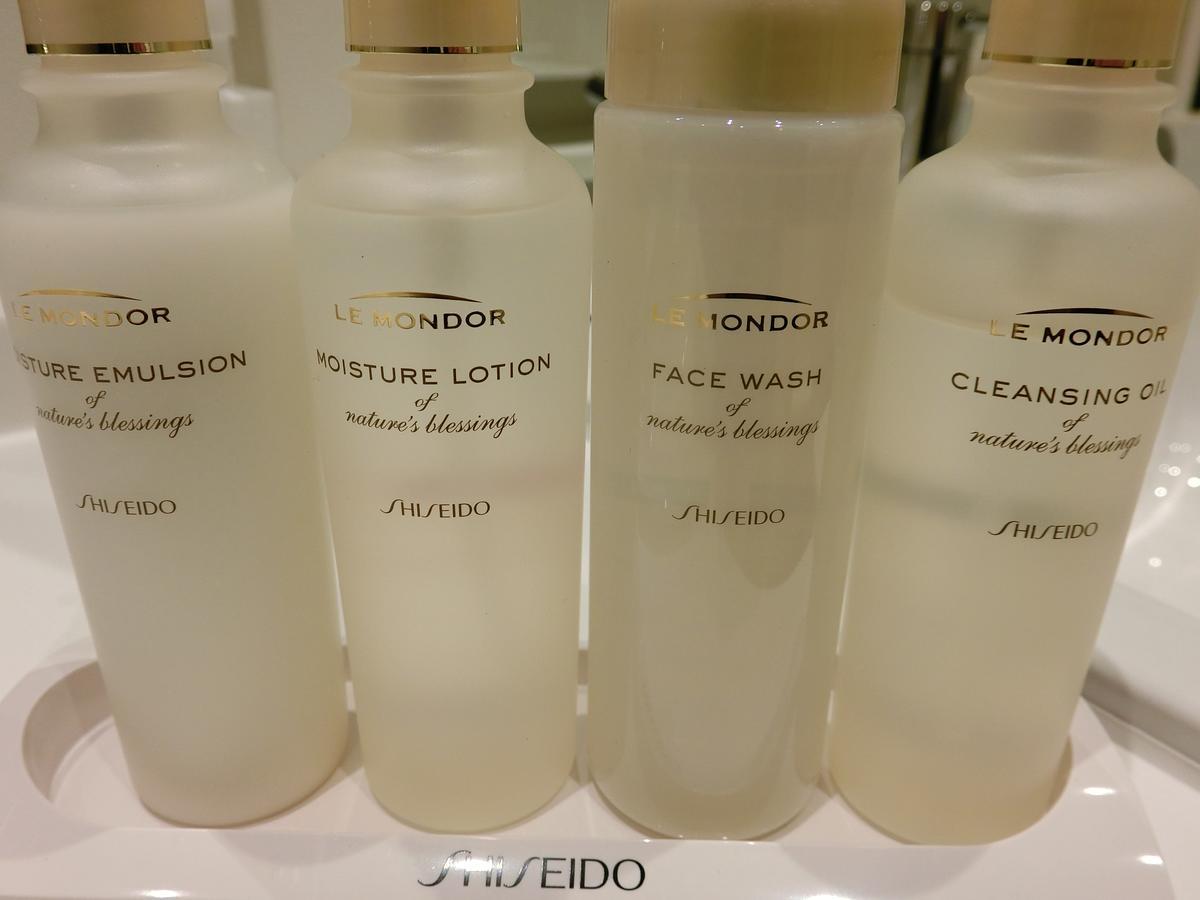 LE MONDOR
MOISTURE EMULSION
of
nature's blessings
SHISEIDO
LE MONDOR
MOISTURE LOTION
of
nature's blessings
SHISEIDO
LE MONDOR
FACE WASH
of
nature's blessings
SHISEIDO
LE MONDOR
CLEANSING OIL
of
nature's blessings
SHISEIDO
SHISEIDO